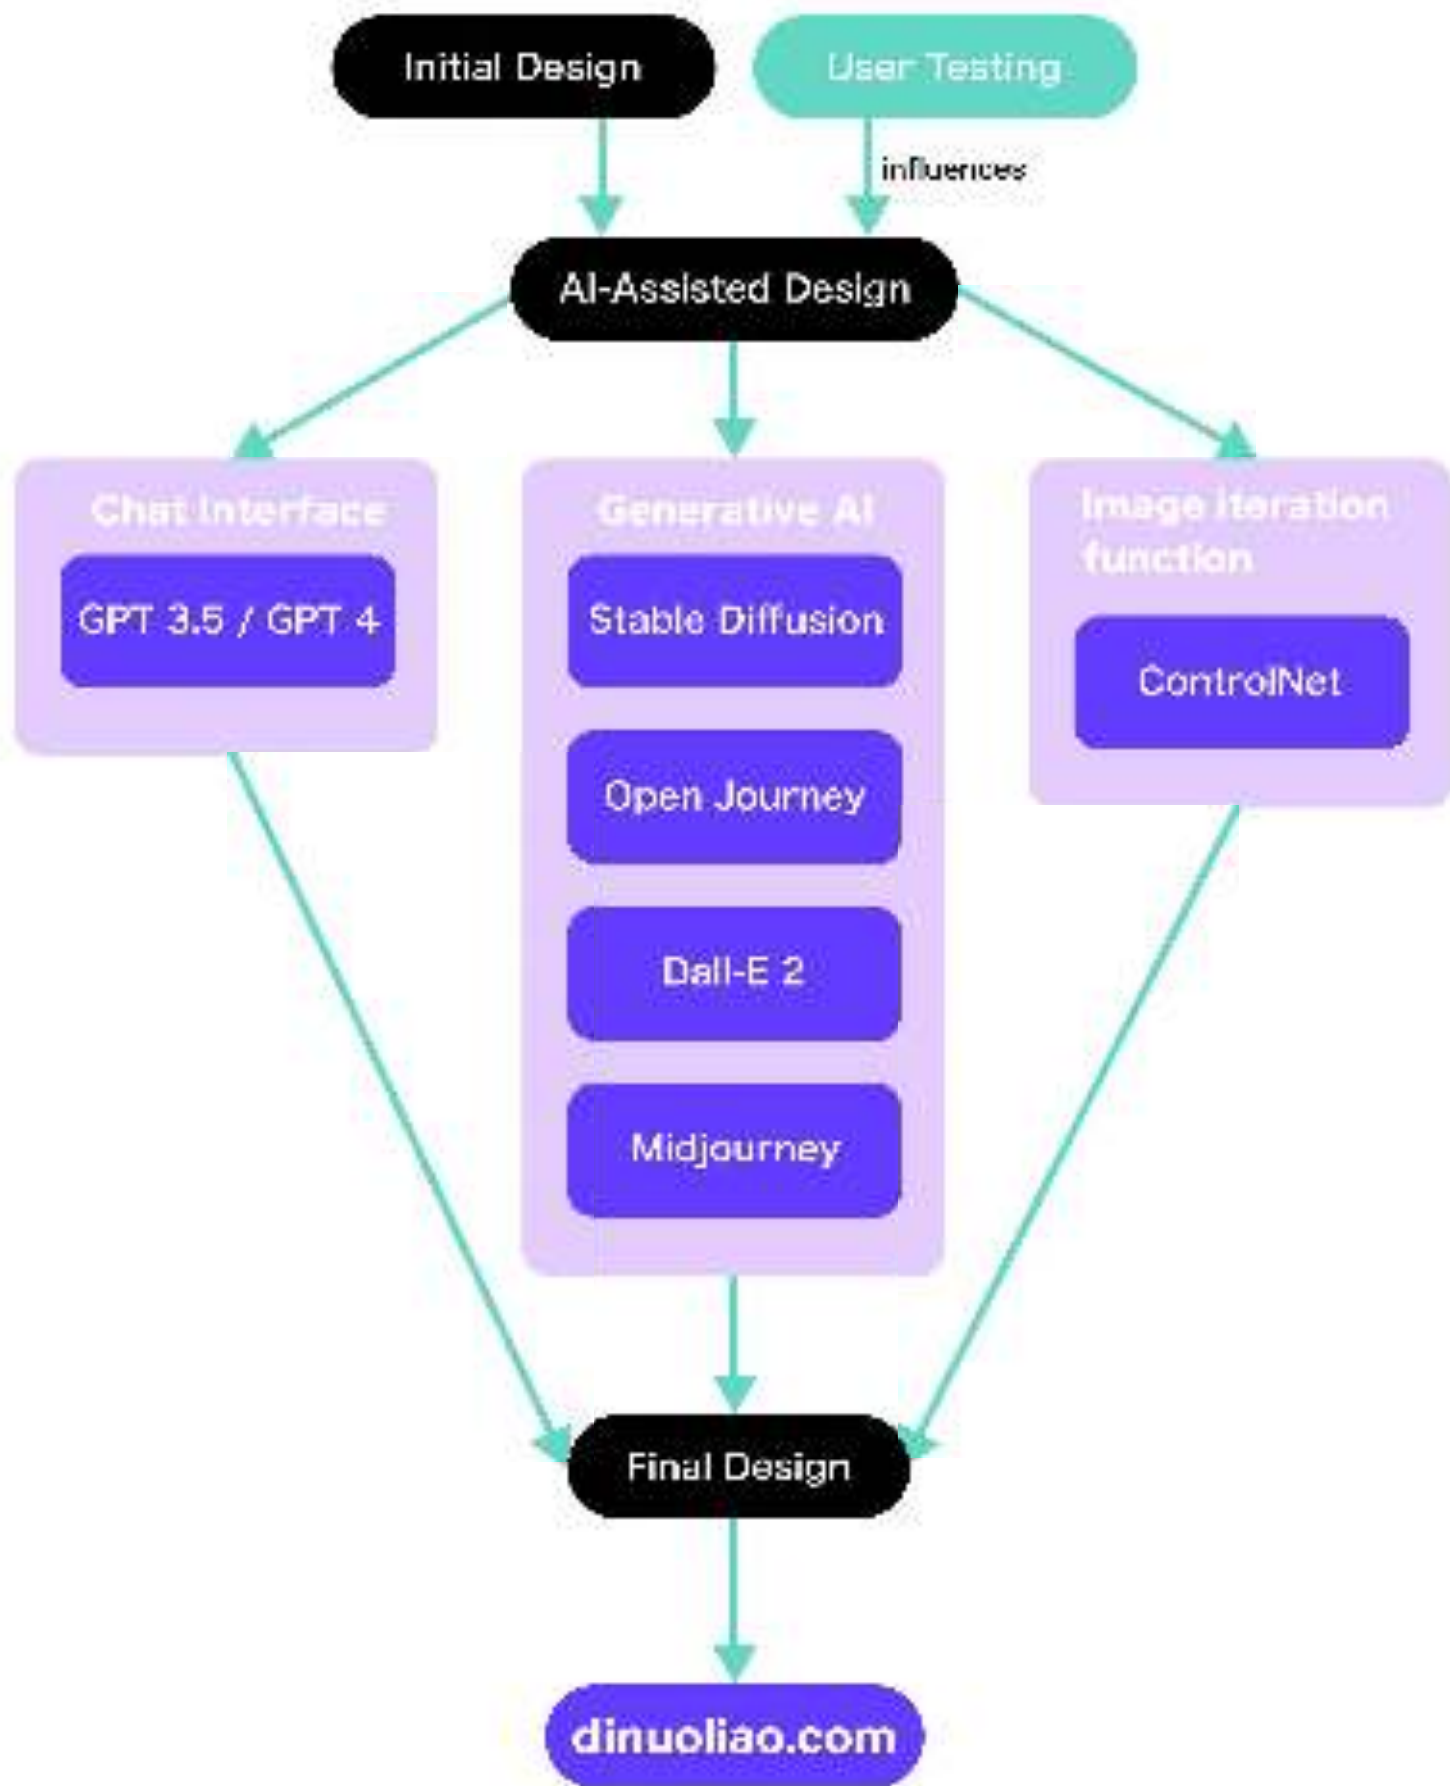 Initial Design
User Testing
influences
AI-Assisted Design
Chat Interface
GPT 3.5 / GPT 4
Generative AI
Stable Diffusion
Open Journey
Dall-E 2
Midjourney
Image iteration
function
ControlNet
Final Design
dinuoliao.com